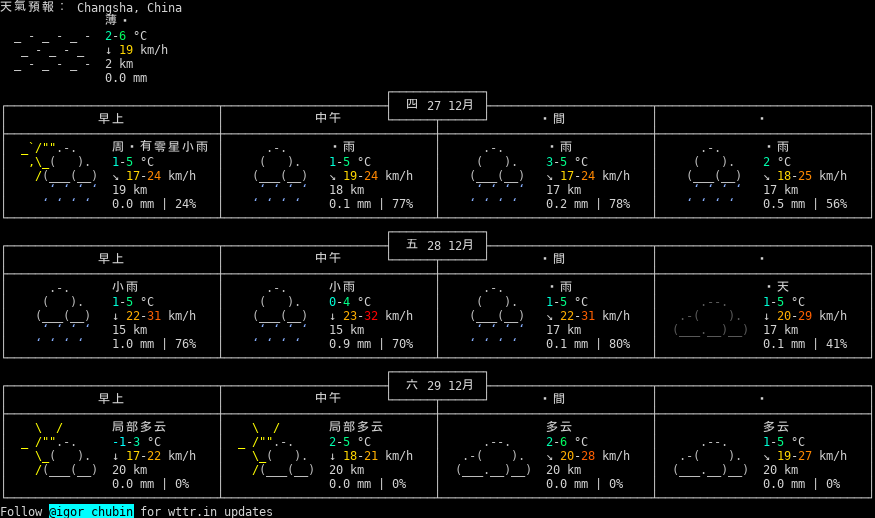 天氣預報： Changsha, China
薄・
2-6 °C
↓ 19 km/h
2 km
0.0 mm
四 27 12月
早上 中午 ・間 ・
周・有零星小雨 ・雨 ・雨 ・雨
1-5 °C 1-5 °C 3-5 °C 2 °C
↘ 17-24 km/h ↘ 19-24 km/h ↘ 17-24 km/h ↘ 18-25 km/h
19 km 18 km 17 km 17 km
0.0 mm | 24% 0.1 mm | 77% 0.2 mm | 78% 0.5 mm | 56%
五 28 12月
早上 中午 ・間 ・
小雨 小雨 ・雨 ・天
1-5 °C 0-4 °C 1-5 °C 1-5 °C
↓ 22-31 km/h ↓ 23-32 km/h ↘ 22-31 km/h ↓ 20-29 km/h
15 km 15 km 17 km 17 km
1.0 mm | 76% 0.9 mm | 70% 0.1 mm | 80% 0.1 mm | 41%
六 29 12月
早上 中午 ・間 ・
局部多云 局部多云 多云 多云
-1-3 °C 2-5 °C 2-6 °C 1-5 °C
↓ 17-22 km/h ↓ 18-21 km/h ↘ 20-28 km/h ↘ 19-27 km/h
20 km 20 km 20 km 20 km
0.0 mm | 0% 0.0 mm | 0% 0.0 mm | 0% 0.0 mm | 0%
Follow @igor_chubin for wttr.in updates